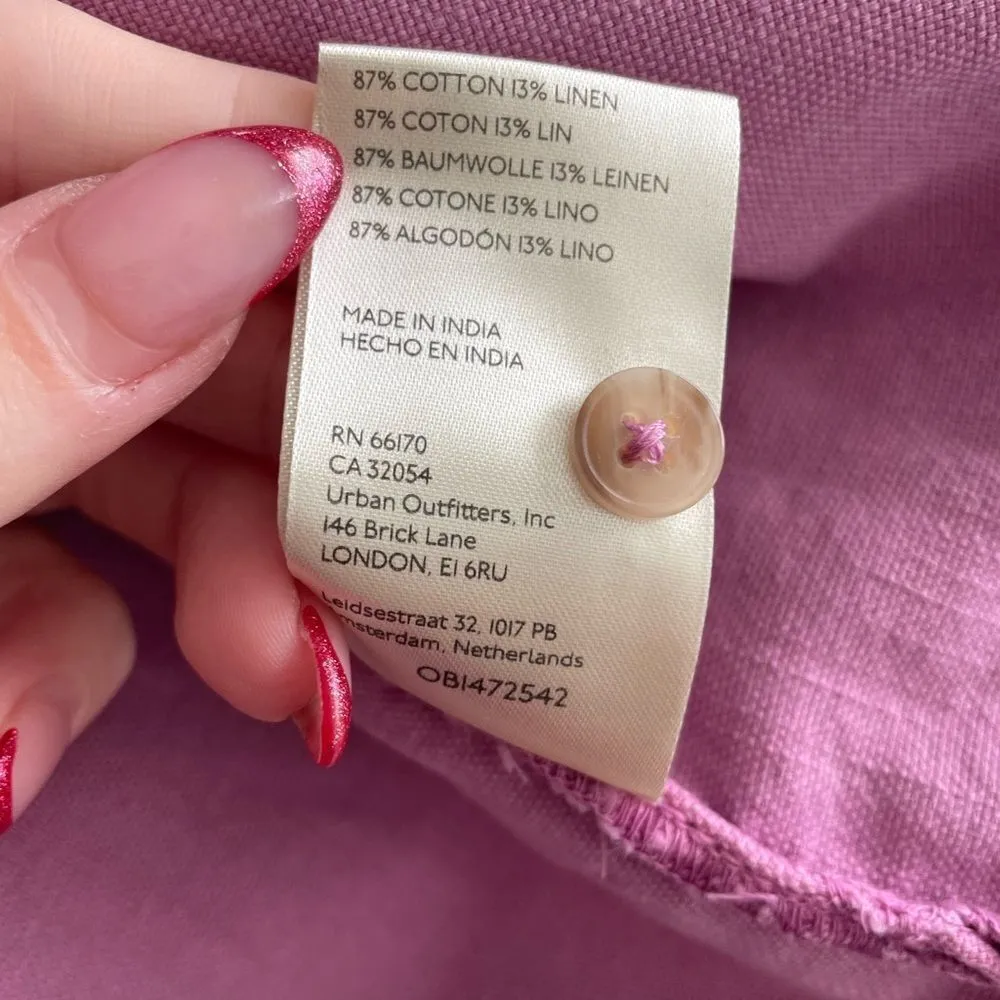 87% COTTON 13% LINEN
87% COTON 13% LIN
87% BAUMWOLLE 13% LEINEN
87% COTONE 13% LINO
87% ALGODÓN 13% LINO
MADE IN INDIA
HECHO EN INDIA
RN 66170
CA 32054
Urban Outfitters, Inc
146 Brick Lane
LONDON, E1 6RU
Leidsestraat 32, 1017 PB
msterdam, Netherlands
OB1472542